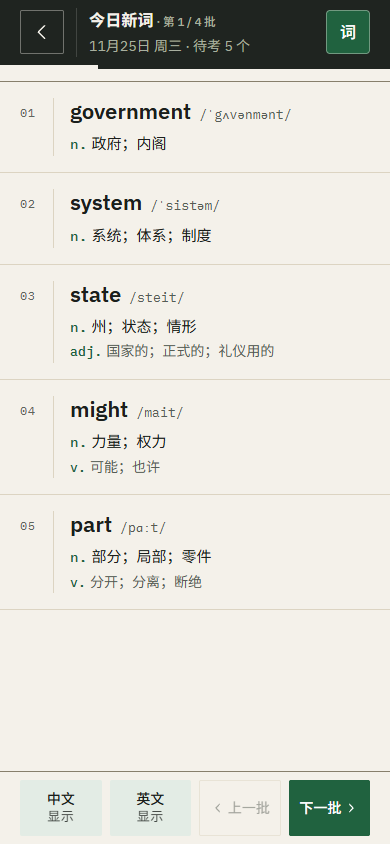 今日新词 · 第 1 / 4 批
11月25日 周三 · 待考 5 个
词
01 government /ˈgʌvənmənt/
n. 政府；内阁
02 system /ˈsistəm/
n. 系统；体系；制度
03 state /steit/
n. 州；状态；情形
adj. 国家的；正式的；礼仪用的
04 might /mait/
n. 力量；权力
v. 可能；也许
05 part /pɑːt/
n. 部分；局部；零件
v. 分开；分离；断绝
中文 英文 上一批 下一批
显示 显示